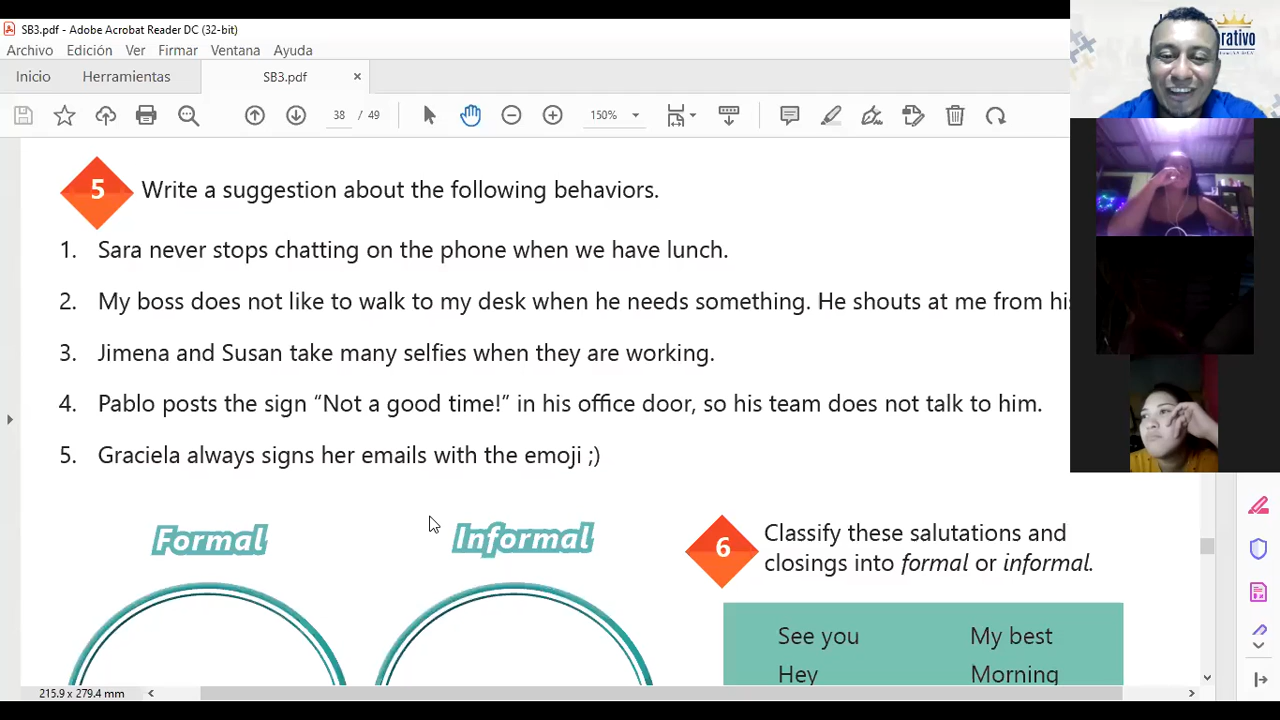 SB3.pdf - Adobe Acrobat Reader DC (32-bit)
Archivo Edición Ver Firmar Ventana Ayuda
Inicio Herramientas SB3.pdf ×
38 / 49 150%
rativo
5 Write a suggestion about the following behaviors.
1. Sara never stops chatting on the phone when we have lunch.
2. My boss does not like to walk to my desk when he needs something. He shouts at me from his
3. Jimena and Susan take many selfies when they are working.
4. Pablo posts the sign “Not a good time!” in his office door, so his team does not talk to him.
5. Graciela always signs her emails with the emoji ;)
Formal Informal
6 Classify these salutations and
closings into formal or informal.
See you My best
Hey Morning
215.9 x 279.4 mm